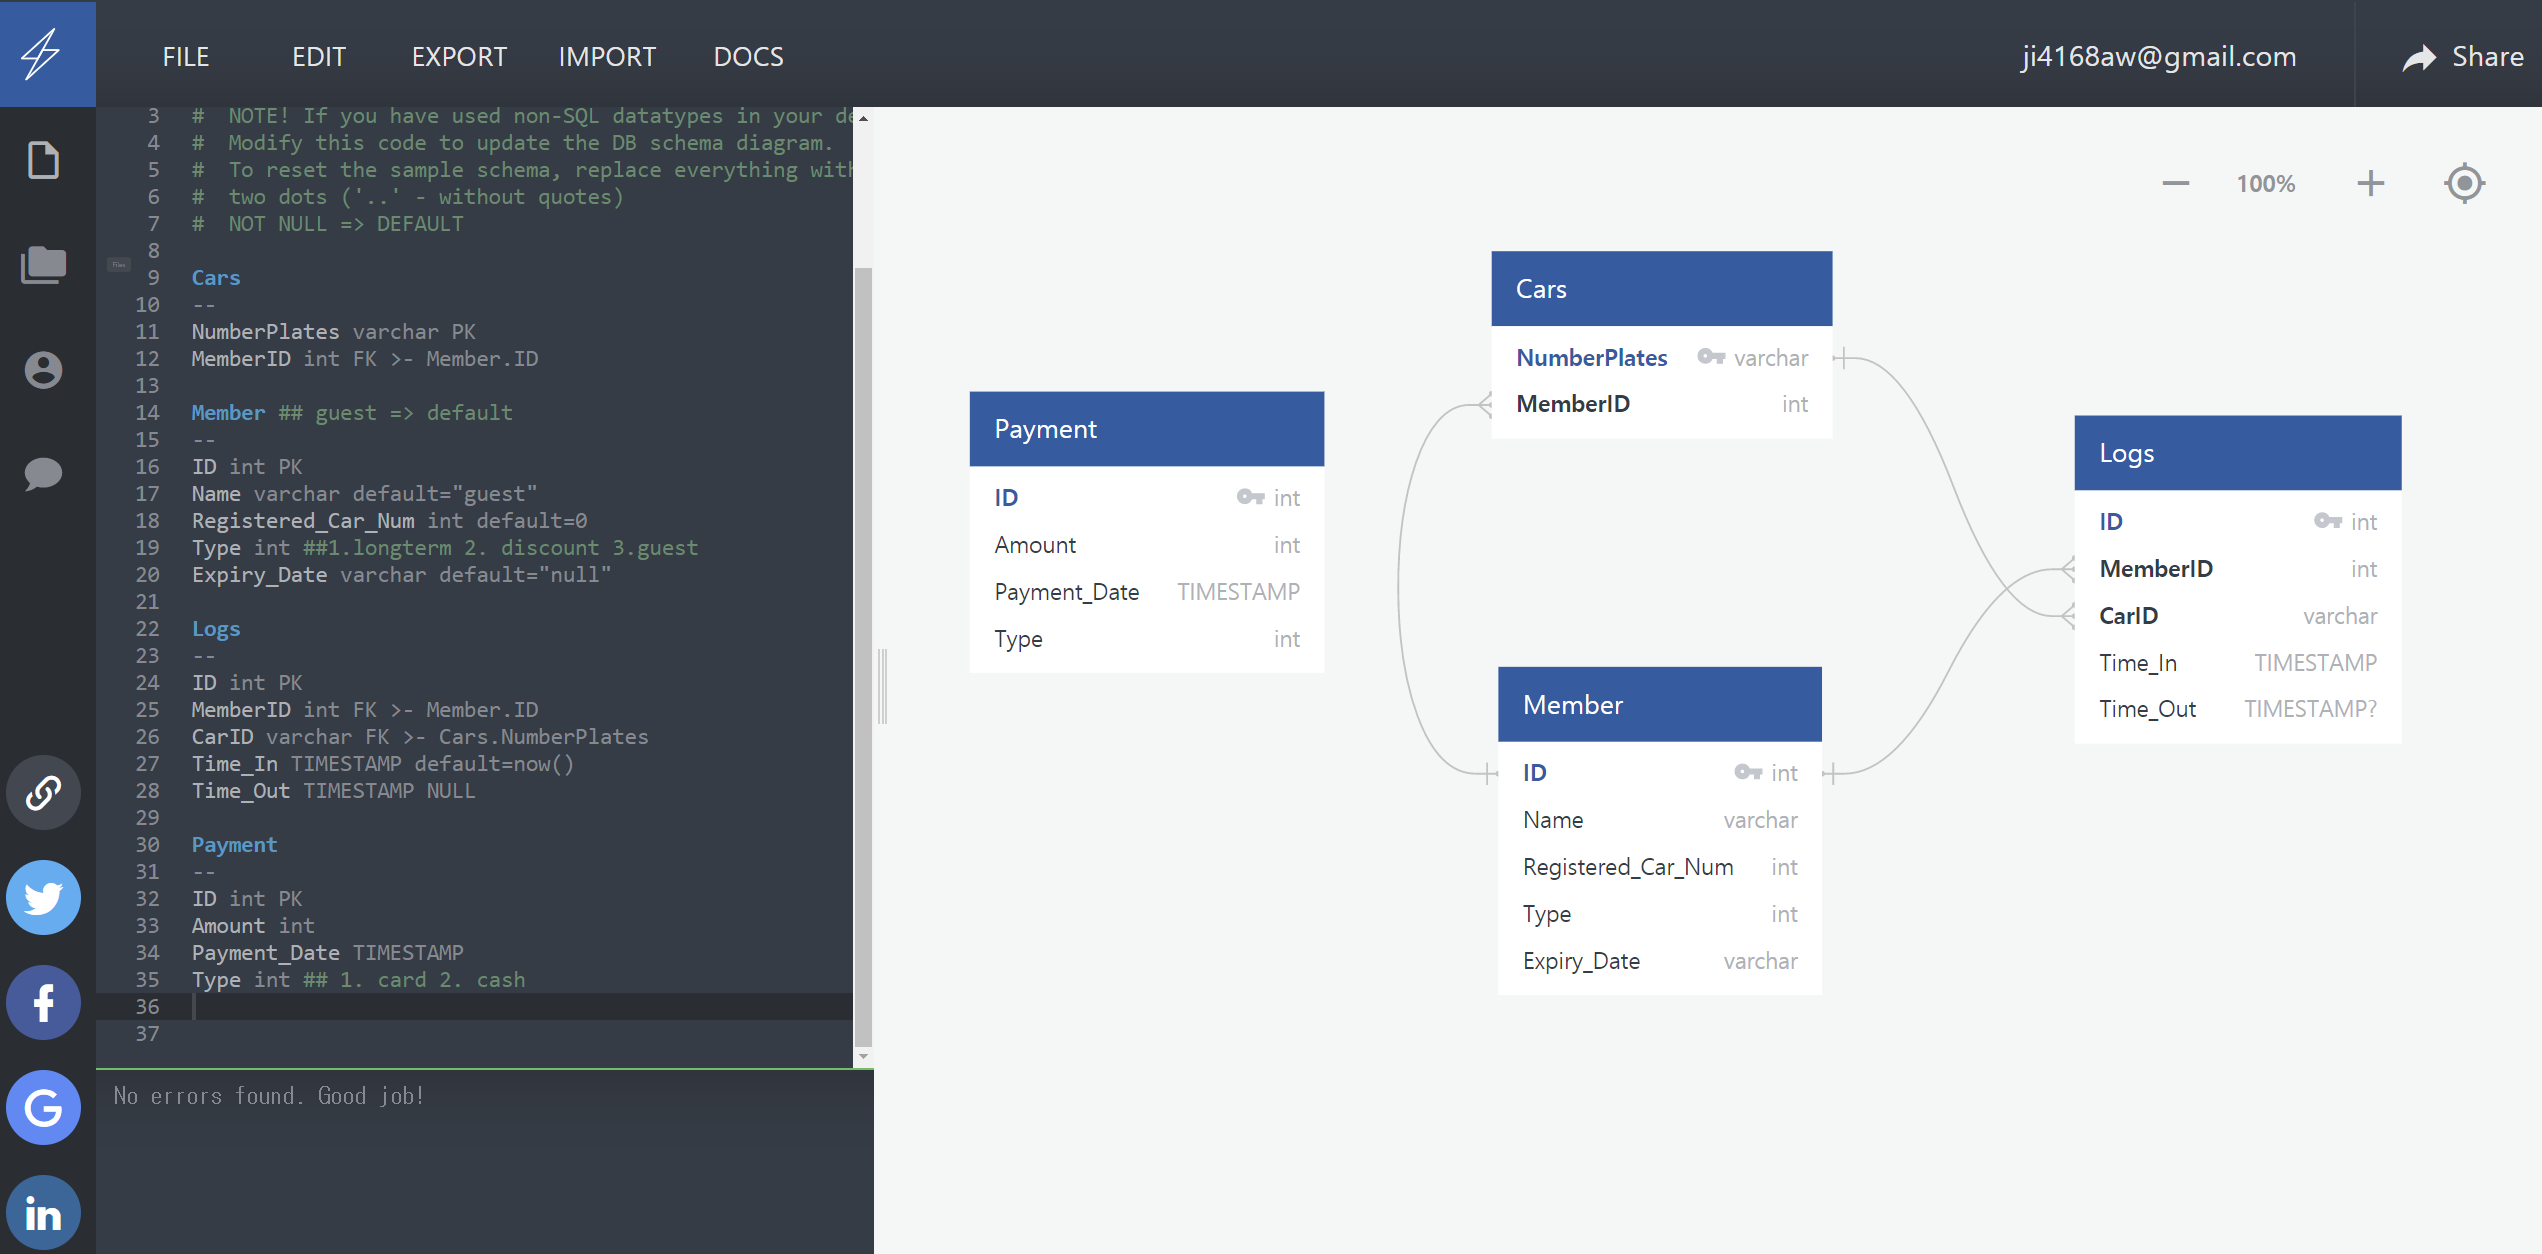 FILE EDIT EXPORT IMPORT DOCS ji4168aw@gmail.com Share
3 # NOTE! If you have used non-SQL datatypes in your de
4 # Modify this code to update the DB schema diagram.
5 # To reset the sample schema, replace everything with
6 # two dots ('..' - without quotes)
7 # NOT NULL => DEFAULT
8
Files
9 Cars
10 --
11 NumberPlates varchar PK
12 MemberID int FK >- Member.ID
13
14 Member ## guest => default
15 --
16 ID int PK
17 Name varchar default="guest"
18 Registered_Car_Num int default=0
19 Type int ##1.longterm 2. discount 3.guest
20 Expiry_Date varchar default="null"
21
22 Logs
23 --
24 ID int PK
25 MemberID int FK >- Member.ID
26 CarID varchar FK >- Cars.NumberPlates
27 Time_In TIMESTAMP default=now()
28 Time_Out TIMESTAMP NULL
29
30 Payment
31 --
32 ID int PK
33 Amount int
34 Payment_Date TIMESTAMP
35 Type int ## 1. card 2. cash
36
37
No errors found. Good job!
100%
Payment
ID int
Amount int
Payment_Date TIMESTAMP
Type int
Cars
NumberPlates varchar
MemberID int
Member
ID int
Name varchar
Registered_Car_Num int
Type int
Expiry_Date varchar
Logs
ID int
MemberID int
CarID varchar
Time_In TIMESTAMP
Time_Out TIMESTAMP?